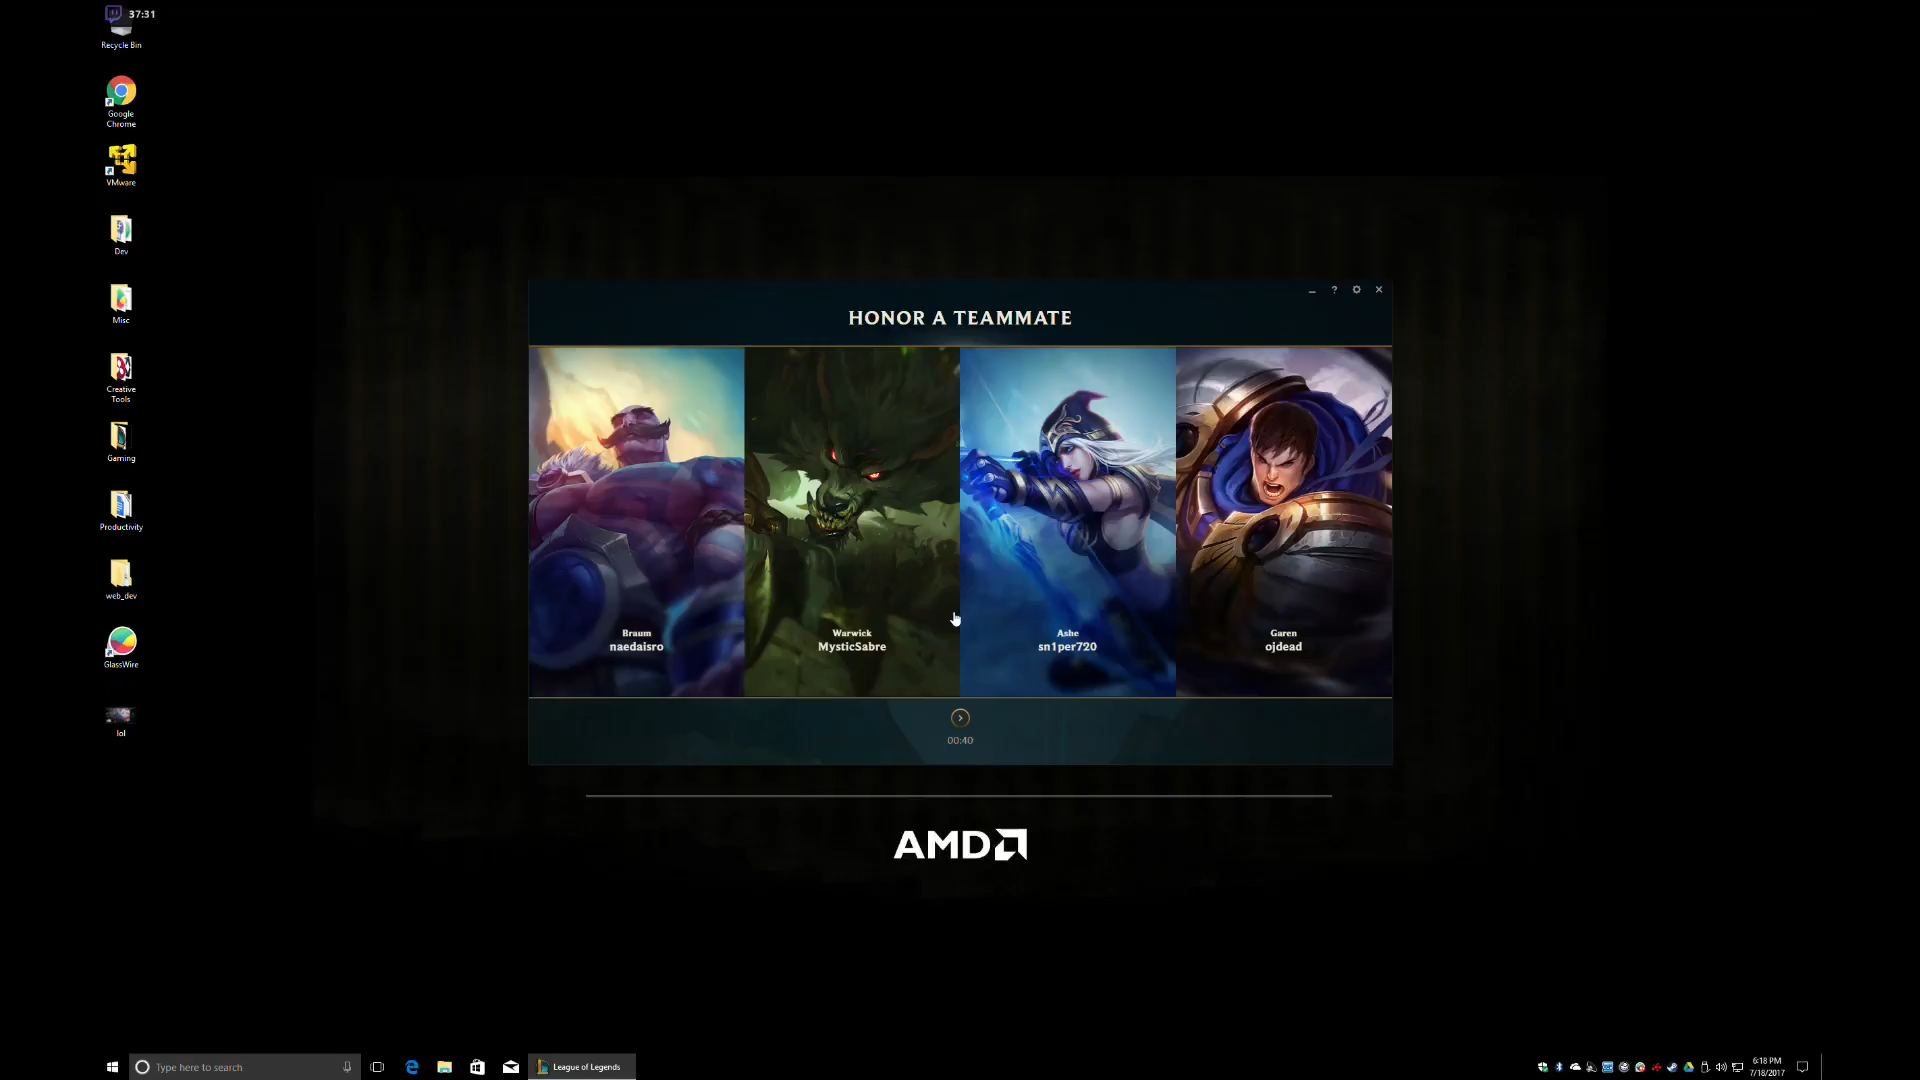 37:31
Recycle Bin
Google
Chrome
VMware
Dev
Misc
Creative
Tools
Gaming
Productivity
web_dev
GlassWire
lol
HONOR A TEAMMATE
Braum
naedaisro
Warwick
MysticSabre
Ashe
sn1per720
Garen
ojdead
00:40
AMD
Type here to search
League of Legends
6:18 PM
7/18/2017